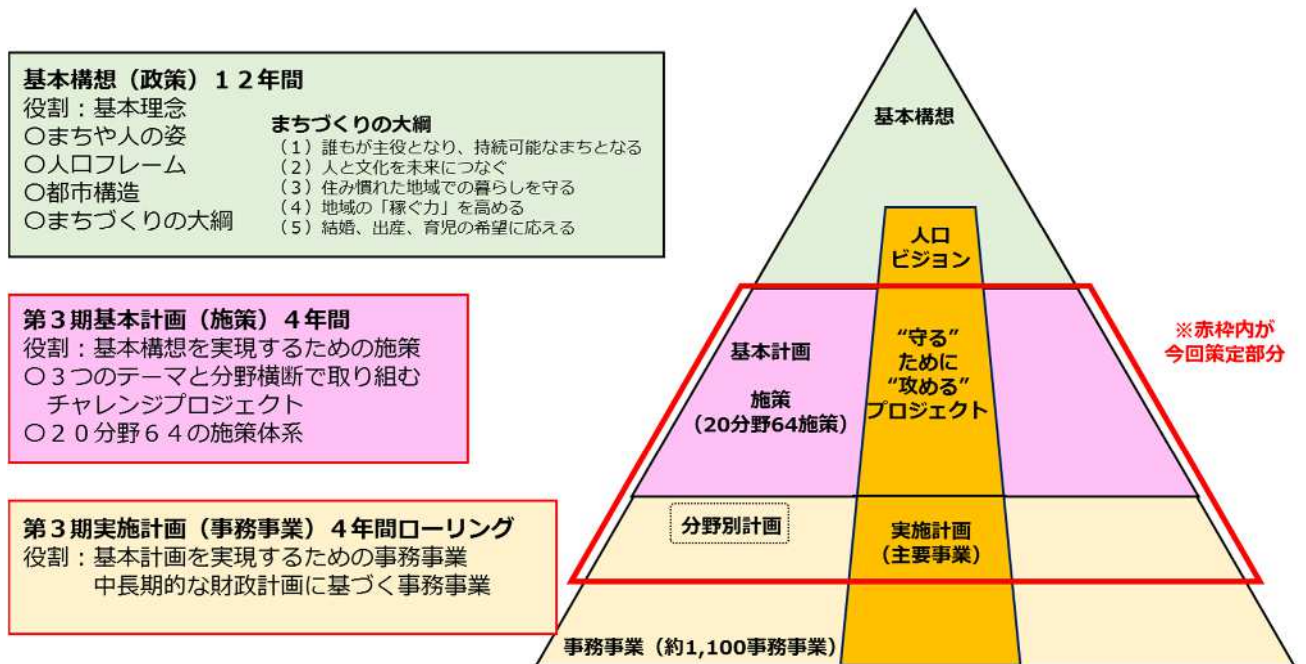 基本構想（政策）１２年間
役割：基本理念
〇まちや人の姿
〇人口フレーム
〇都市構造
〇まちづくりの大綱
まちづくりの大綱
（１）誰もが主役となり、持続可能なまちとなる
（２）人と文化を未来につなぐ
（３）住み慣れた地域での暮らしを守る
（４）地域の「稼ぐ力」を高める
（５）結婚、出産、育児の希望に応える
第３期基本計画（施策）４年間
役割：基本構想を実現するための施策
〇３つのテーマと分野横断で取り組む
チャレンジプロジェクト
〇２０分野６４の施策体系
第３期実施計画（事務事業）４年間ローリング
役割：基本計画を実現するための事務事業
中長期的な財政計画に基づく事務事業
基本構想
人口
ビジョン
基本計画
施策
（20分野64施策）
“守る”
ために
“攻める”
プロジェクト
※赤枠内が
今回策定部分
分野別計画
実施計画
（主要事業）
事務事業（約1,100事務事業）